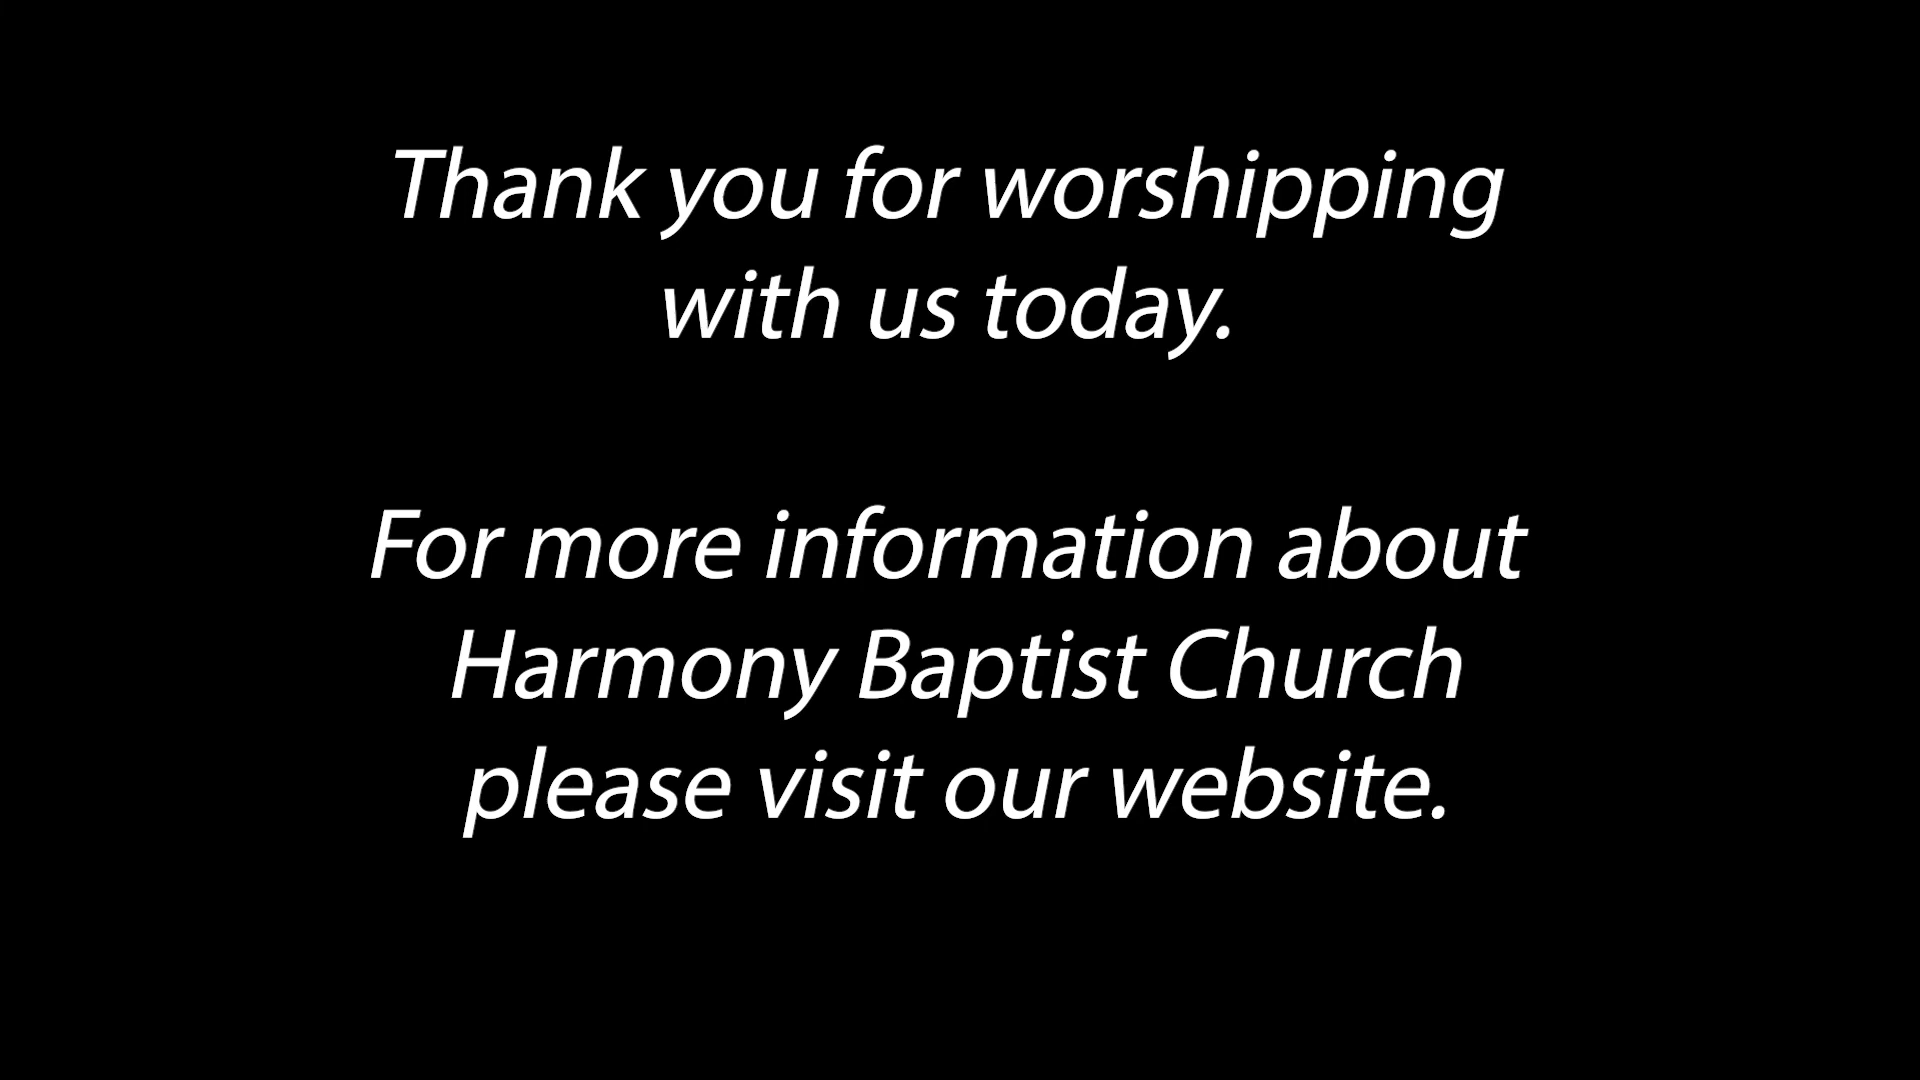 Thank you for worshipping
with us today.
For more information about
Harmony Baptist Church
please visit our website.